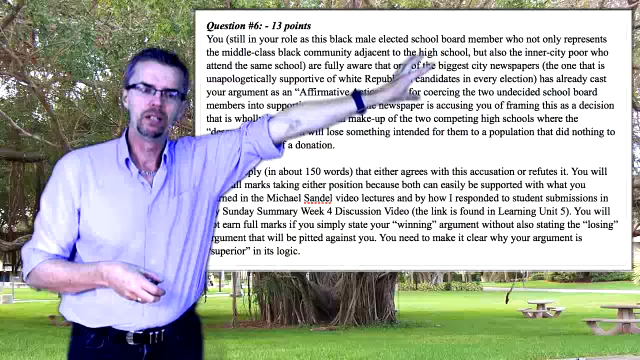 Question #6: - 13 points
You (still in your role as this black male elected school board member who not only represents
the middle-class black community adjacent to the high school, but also the inner-city poor who
attend the same school) are fully aware that one of the biggest city newspapers (the one that is
unapologetically supportive of white Republican candidates in every election) has already cast
your argument as an “Affirmative for coercing the two undecided school board
members into the newspaper is accusing you of framing this as a decision
that is make-up of the two competing high schools where the
will lose something intended for them to a population that did nothing to
of a donation.
(in about 150 words) that either agrees with this accusation or refutes it. You will
full marks taking either position because both can easily be supported with what you
in the Michael Sandel video lectures and by how I responded to student submissions in
Sunday Summary Week 4 Discussion Video (the link is found in Learning Unit 5). You will
earn full marks if you simply state your “winning” argument without also stating the “losing”
argument that will be pitted against you. You need to make it clear why your argument is
“superior” in its logic.